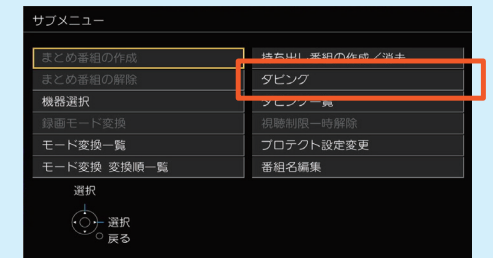 サブメニュー
まとめ番組の作成
持ち出し番組の作成/消去
まとめ番組の解除
ダビング
機器選択
ダビング一覧
録画モード変換
視聴制限一時解除
モード変換一覧
プロテクト設定変更
モード変換 変換順一覧
番組名編集
選択
選択
戻る